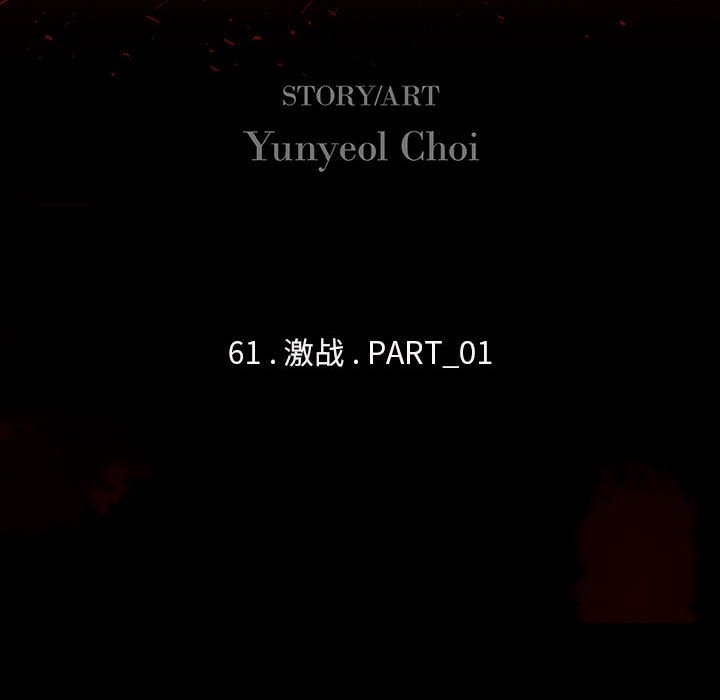 STORY/ART
Yunyeol Choi
61 . 激战 . PART_01